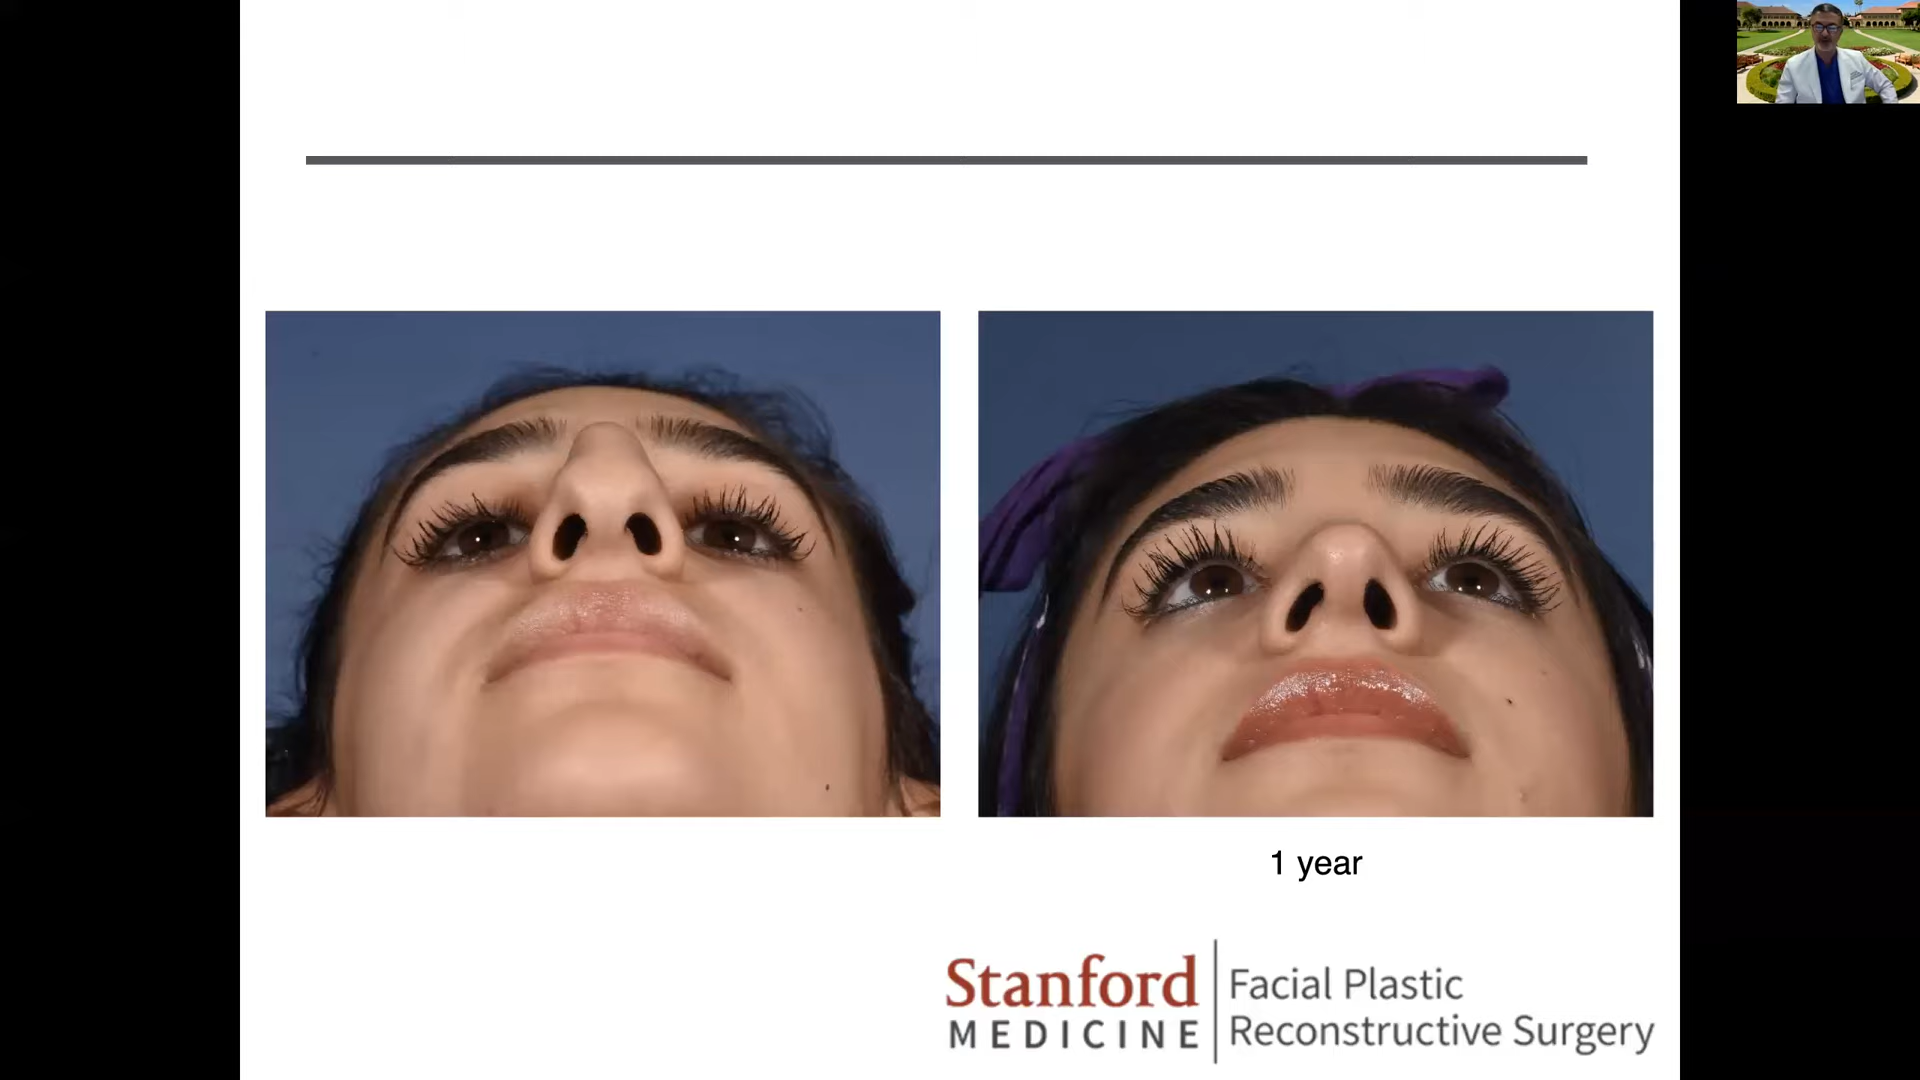 1 year
Stanford
MEDICINE
Facial Plastic
Reconstructive Surgery